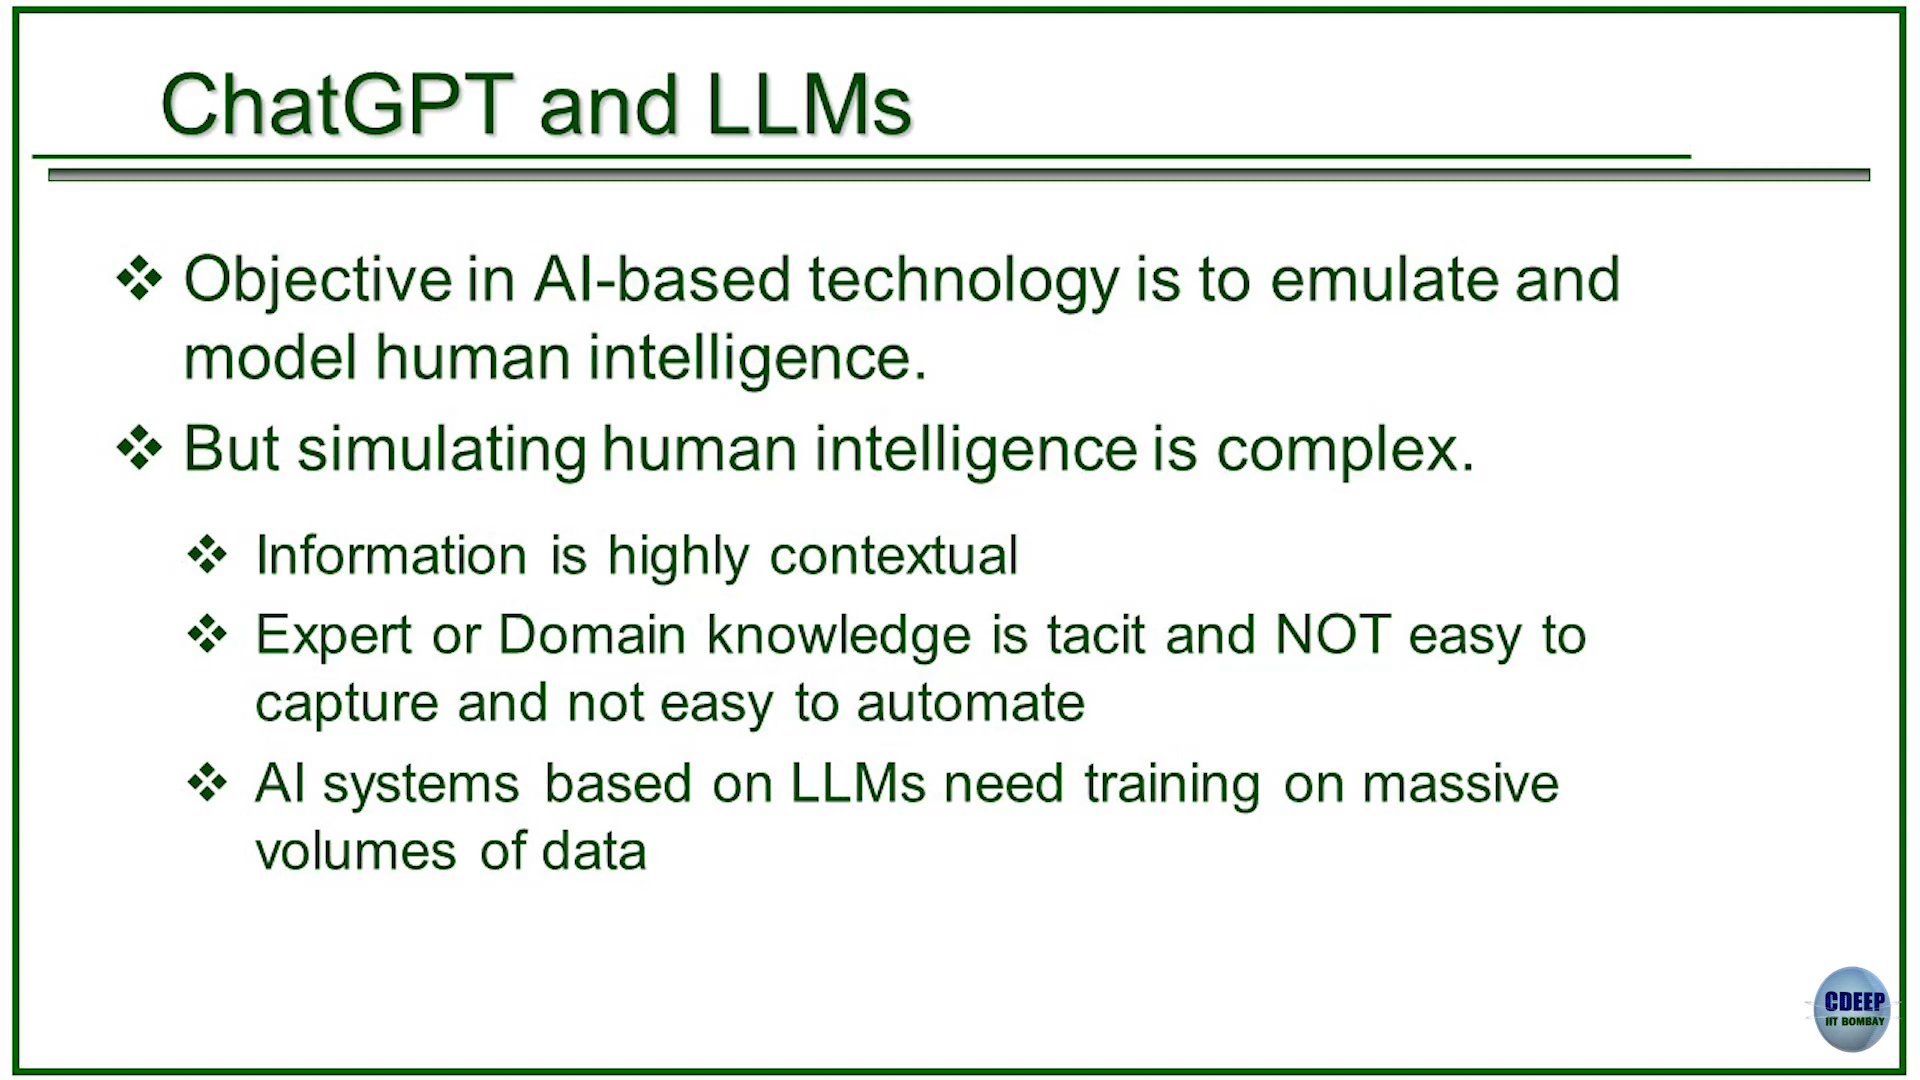 ChatGPT and LLMs
Objective in AI-based technology is to emulate and
model human intelligence.
But simulating human intelligence is complex.
Information is highly contextual
Expert or Domain knowledge is tacit and NOT easy to
capture and not easy to automate
AI systems based on LLMs need training on massive
volumes of data
CDEEP
IIT BOMBAY